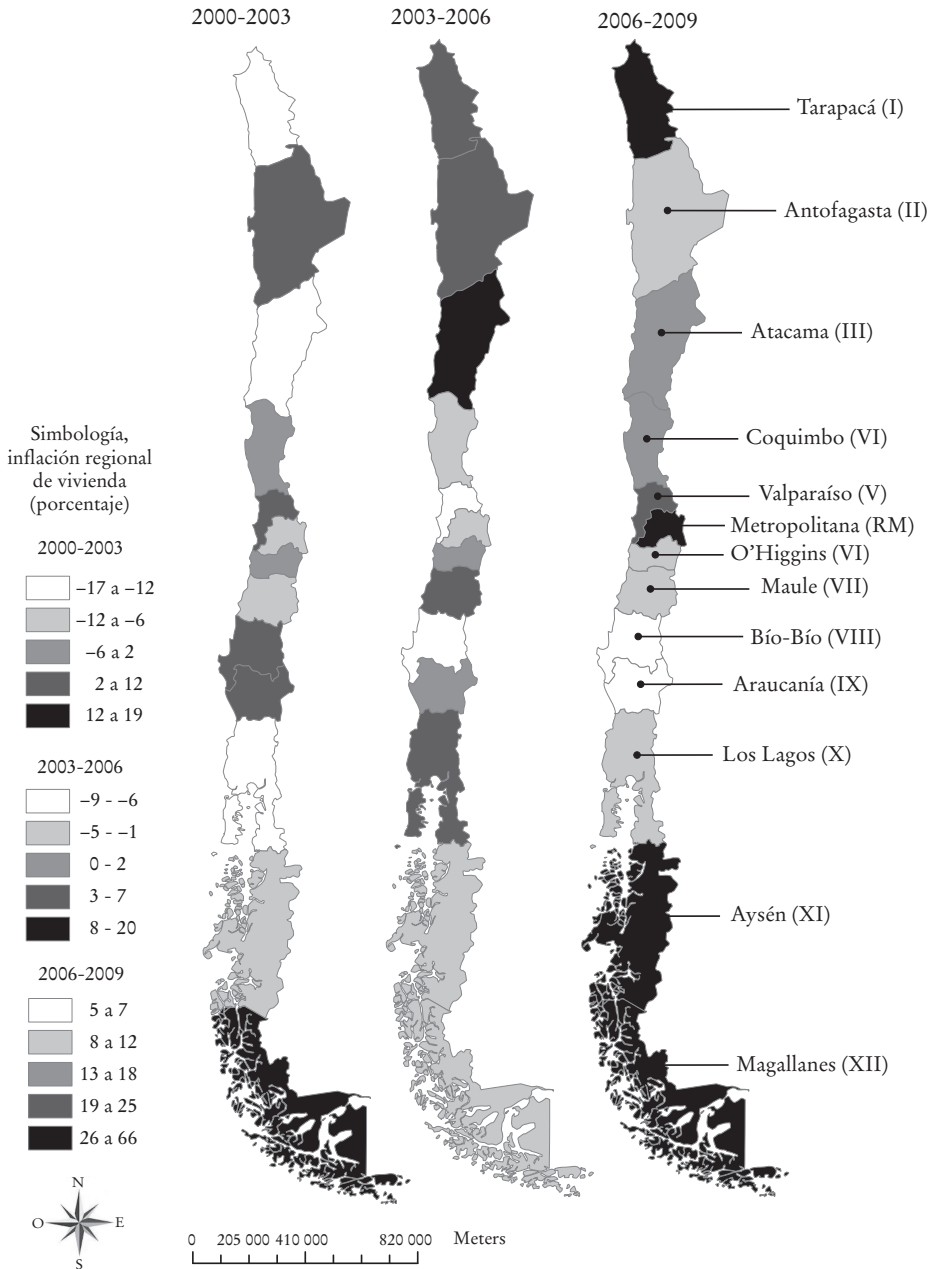 2000-2003
2003-2006
2006-2009
Tarapacá (I)
Antofagasta (II)
Atacama (III)
Coquimbo (VI)
Valparaíso (V)
Metropolitana (RM)
O’Higgins (VI)
Maule (VII)
Bío-Bío (VIII)
Araucanía (IX)
Los Lagos (X)
Aysén (XI)
Magallanes (XII)
Simbología,
inflación regional
de vivienda
(porcentaje)
2000-2003
–17 a –12
–12 a –6
–6 a 2
2 a 12
12 a 19
2003-2006
–9 - –6
–5 - –1
0 - 2
3 - 7
8 - 20
2006-2009
5 a 7
8 a 12
13 a 18
19 a 25
26 a 66
N
O
E
S
0 205 000 410 000 820 000 Meters